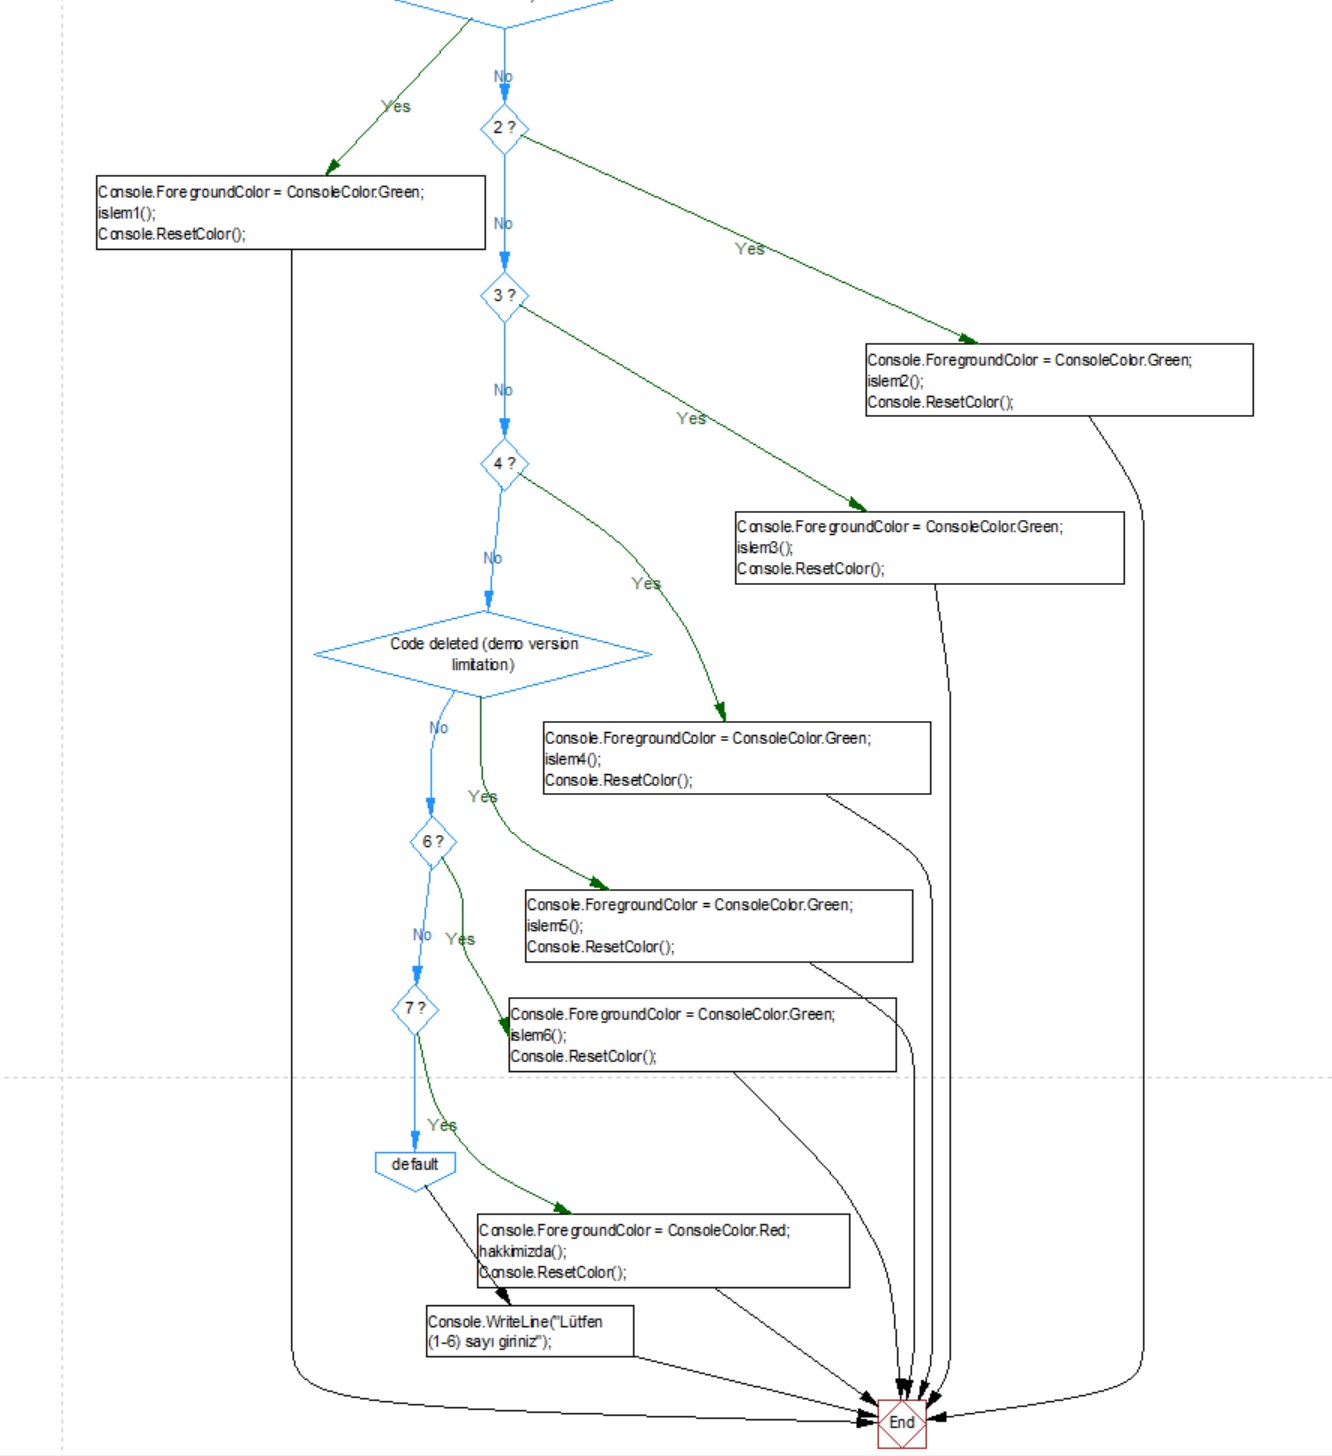 No
Yes
2 ?
Console.ForegroundColor = ConsoleColor.Green;
islem1();
Console.ResetColor();
No
Yes
3 ?
Console.ForegroundColor = ConsoleColor.Green;
islem2();
Console.ResetColor();
No
Yes
4 ?
Console.ForegroundColor = ConsoleColor.Green;
islem3();
Console.ResetColor();
No
Yes
Code deleted (demo version
limitation)
No
Console.ForegroundColor = ConsoleColor.Green;
islem4();
Console.ResetColor();
Yes
6 ?
Console.ForegroundColor = ConsoleColor.Green;
islem5();
Console.ResetColor();
No
Yes
7 ?
Console.ForegroundColor = ConsoleColor.Green;
islem6();
Console.ResetColor();
Yes
default
Console.ForegroundColor = ConsoleColor.Red;
hakkimizda();
Console.ResetColor();
Console.WriteLine("Lütfen
(1-6) sayı giriniz");
End